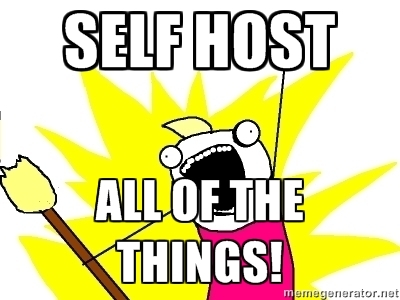 SELF HOST
ALL OF THE
THINGS!
memegenerator.net